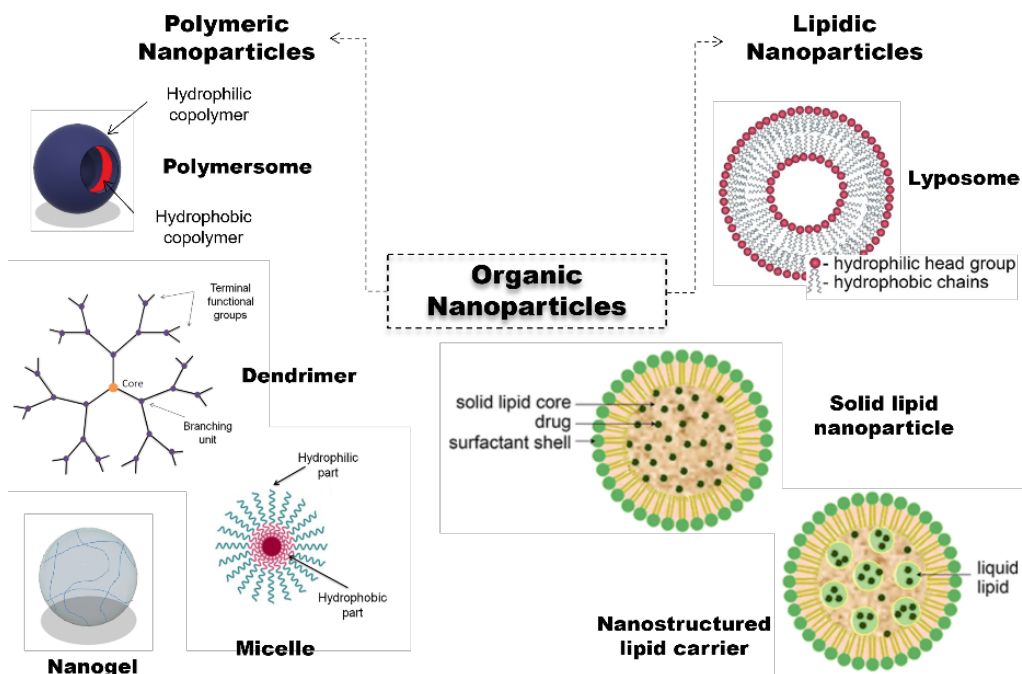 Polymeric
Nanoparticles
Lipidic
Nanoparticles
Hydrophilic
copolymer
Polymersome
Hydrophobic
copolymer
Lyposome
- hydrophilic head group
- hydrophobic chains
Organic
Nanoparticles
Terminal
functional
groups
Core
Dendrimer
Branching
unit
solid lipid core
drug
surfactant shell
Solid lipid
nanoparticle
Hydrophilic
part
Hydrophobic
part
Micelle
Nanogel
liquid
lipid
Nanostructured
lipid carrier